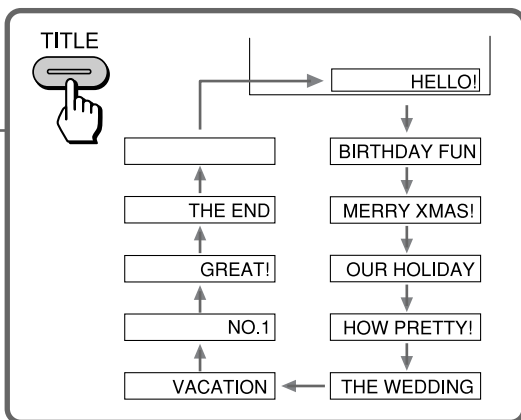 TITLE
HELLO!
BIRTHDAY FUN
MERRY XMAS!
OUR HOLIDAY
HOW PRETTY!
THE WEDDING
VACATION
NO.1
GREAT!
THE END